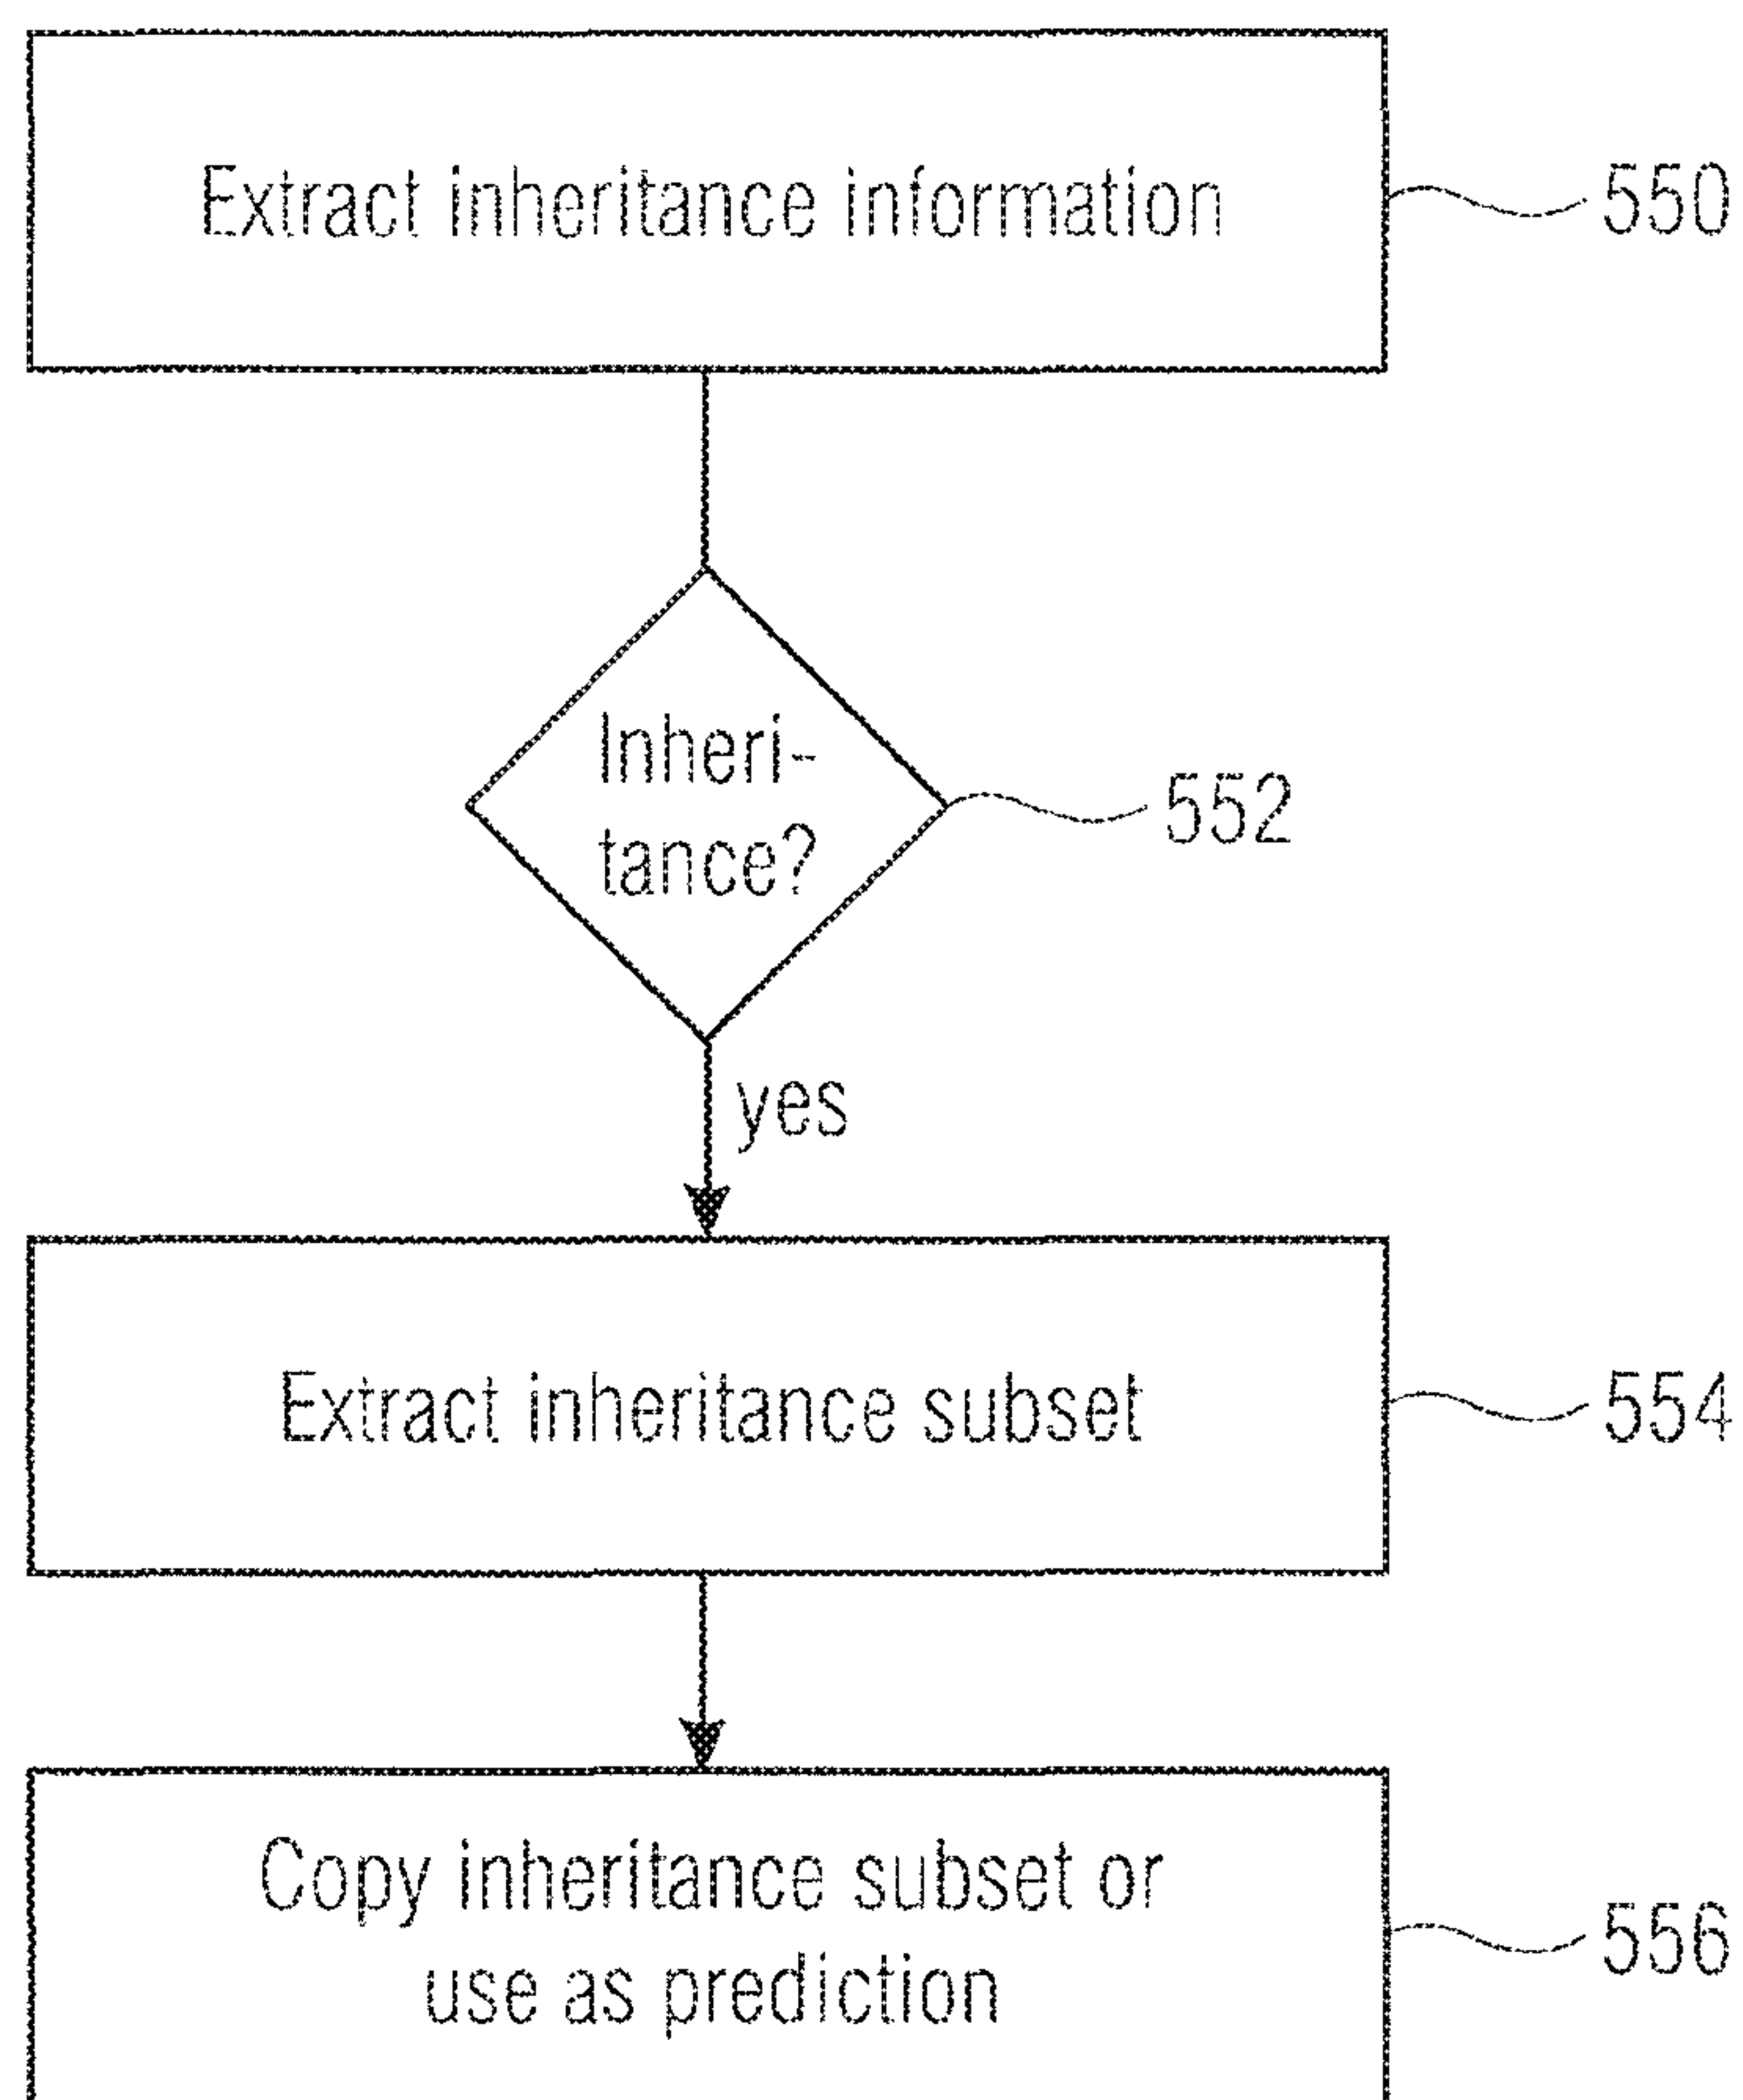 Extract inheritance information
550
Inheri-
tance?
552
yes
Extract inheritance subset
554
Copy inheritance subset or
use as prediction
556